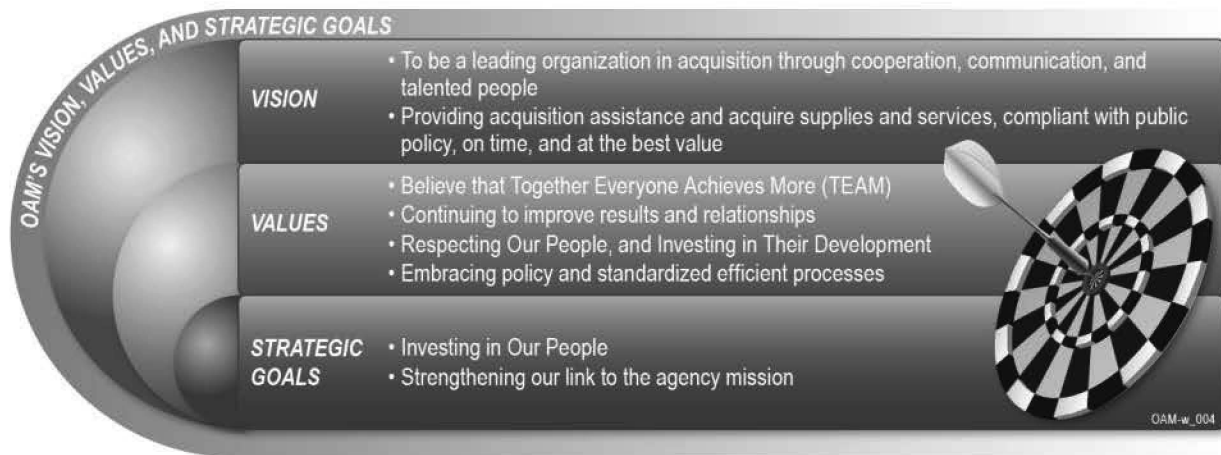 OAM'S VISION, VALUES, AND STRATEGIC GOALS
VISION
• To be a leading organization in acquisition through cooperation, communication, and
talented people
• Providing acquisition assistance and acquire supplies and services, compliant with public
policy, on time, and at the best value
VALUES
• Believe that Together Everyone Achieves More (TEAM)
• Continuing to improve results and relationships
• Respecting Our People, and Investing in Their Development
• Embracing policy and standardized efficient processes
STRATEGIC
GOALS
• Investing in Our People
• Strengthening our link to the agency mission
OAM-w_004